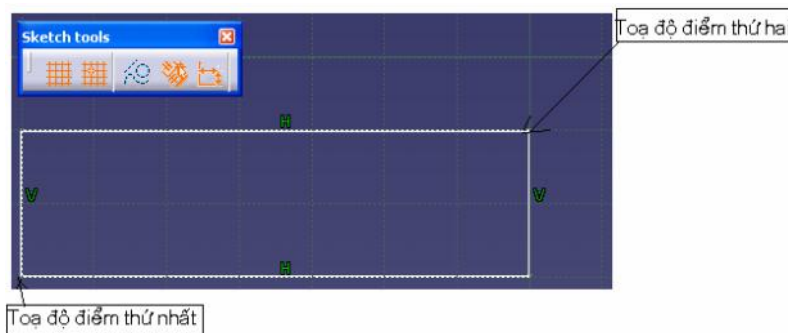 Sketch tools
Toạ độ điểm thứ hai
H
V
V
H
Toạ độ điểm thứ nhất